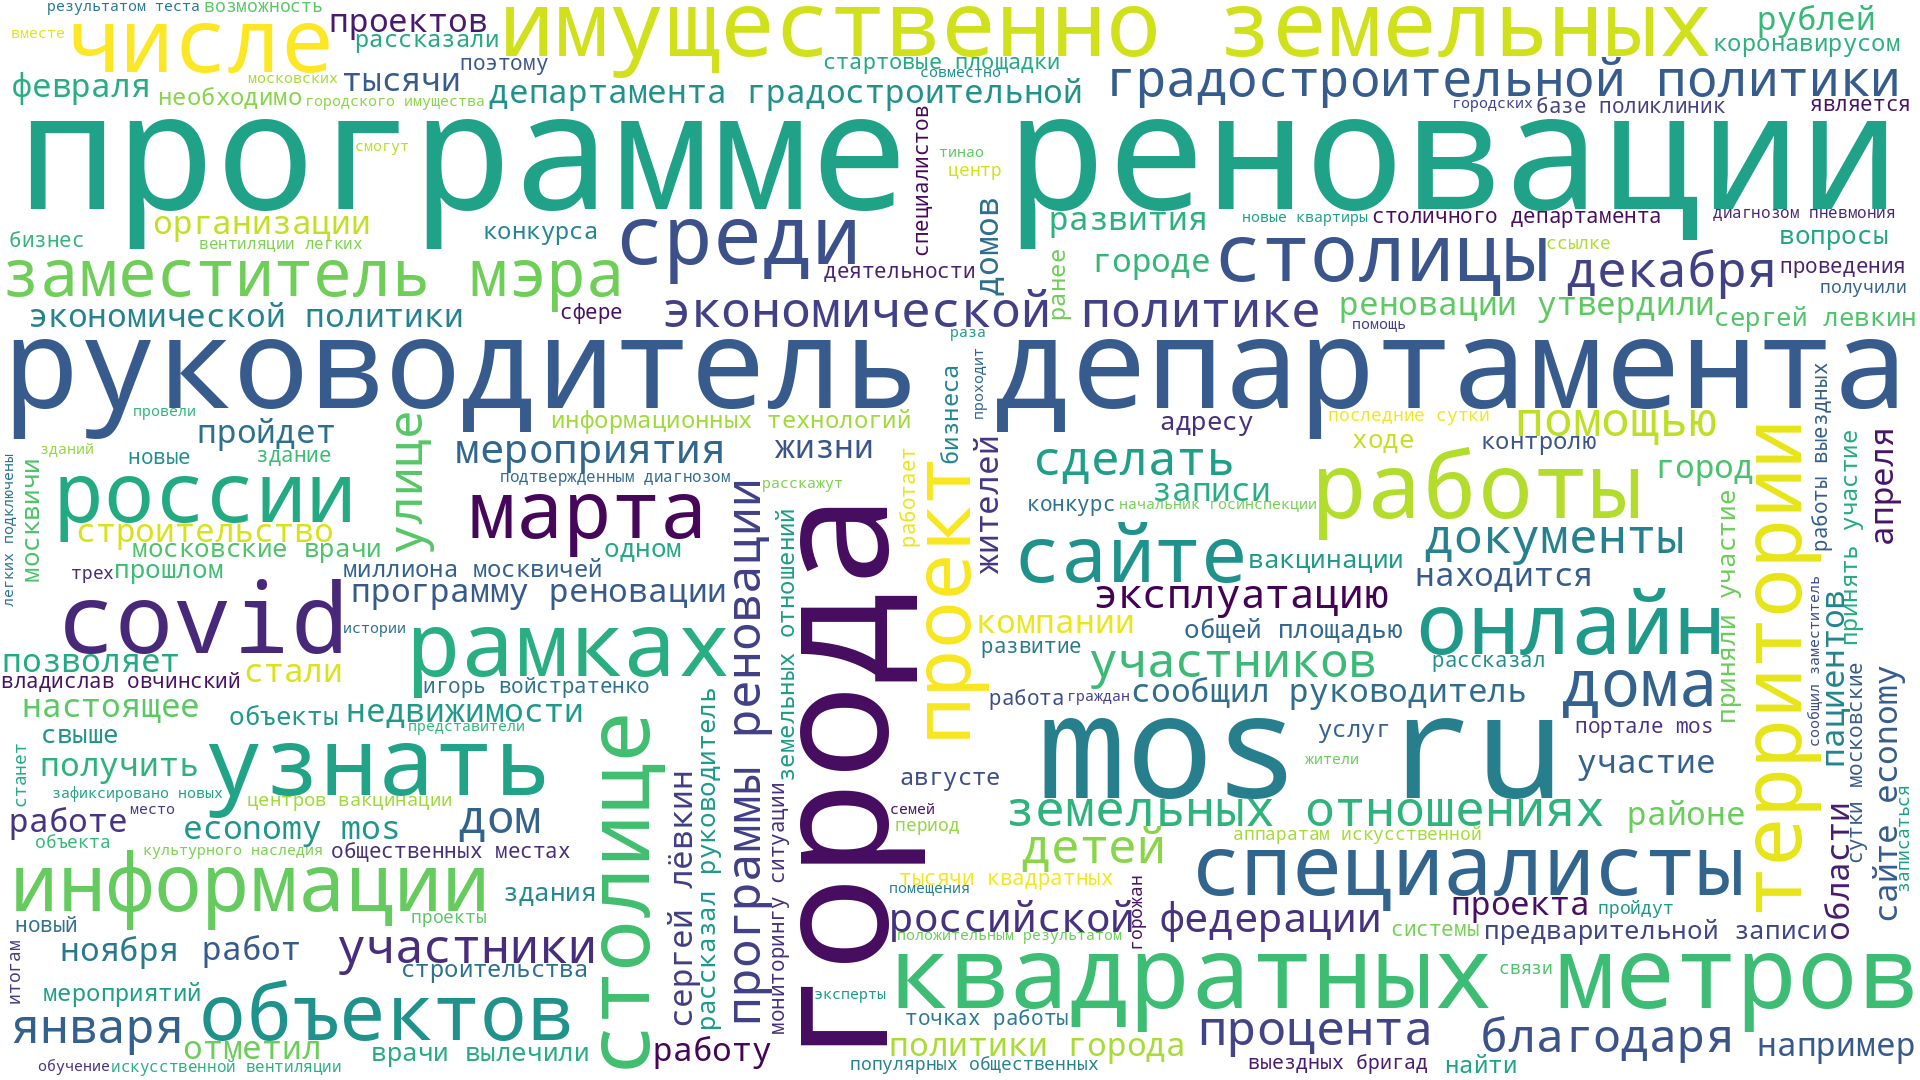 результатом теста
возможность
вместе
числе
проектов
рассказали
имущественно земельных
рублей
коронавирусом
февраля
московских
тысячи
поэтому
стартовые площадки
совместно
градостроительной политики
необходимо
городского имущества
департамента градостроительной
городских
базе поликлиник
является
программе реновации
смогут
специалистов
тинао
центр
организации
бизнес
вентиляции легких
конкурса
среди
деятельности
домов
развития
новые квартиры
столичного департамента
диагнозом пневмония
вопросы
заместитель мэра
ранее
городе
столицы
ссылке
декабря
проведения
получили
экономической политики
сфере
экономической политике
реновации утвердили
помощь
сергей левкин
руководитель департамента
раза
бизнеса
проходит
провели
пройдет
улице
информационных технологий
адресу
последние сутки
помощью
ходе
контролю
работы выездных
апреля
зданий
новые
здание
мероприятия
жизни
работает
жителей
сделать
записи
работы
город
территории
принять участие
легких подключены
москвичи
россии
подтвержденным диагнозом
расскажут
марта
конкурс
начальник госинспекции
строительство
московские врачи
одном
сайте
вакцинации
документы
приняли участие
трех
прошлом
миллиона москвичей
программу реновации
программы реновации
земельных отношений
города
проект
эксплуатацию
находится
covid
истории
рамках
компании
общей площадью
онлайн
сообщил заместитель
пациентов
позволяет
стали
развитие
участников
рассказал
дома
владислав овчинский
игорь войстратенко
работа
граждан
сообщил руководитель
настоящее
объекты
недвижимости
представители
столице
рассказал руководитель
mos ru
услуг
портале mos
сутки московские
сайте economy
свыше
узнать
жители
участие
станет
получить
зафиксировано новых
центров вакцинации
августе
сергей лёвкин
мониторингу ситуации
семей
земельных отношениях
районе
записаться
работе
место
economy mos
дом
период
детей
аппаратам искусственной
области
объекта
культурного наследия
общественных местах
тысячи квадратных
специалисты
информации
здания
помещения
горожан
проекта
пройдут
проекты
российской федерации
новый
положительным результатом
системы
предварительной записи
итогам
ноября
работ
участники
строительства
квадратных метров
связи
мероприятий
объектов
эксперты
января
точках работы
процента
благодаря
отметил
врачи вылечили
работу
политики города
например
обучение
искусственной вентиляции
популярных общественных
выездных бригад
найти